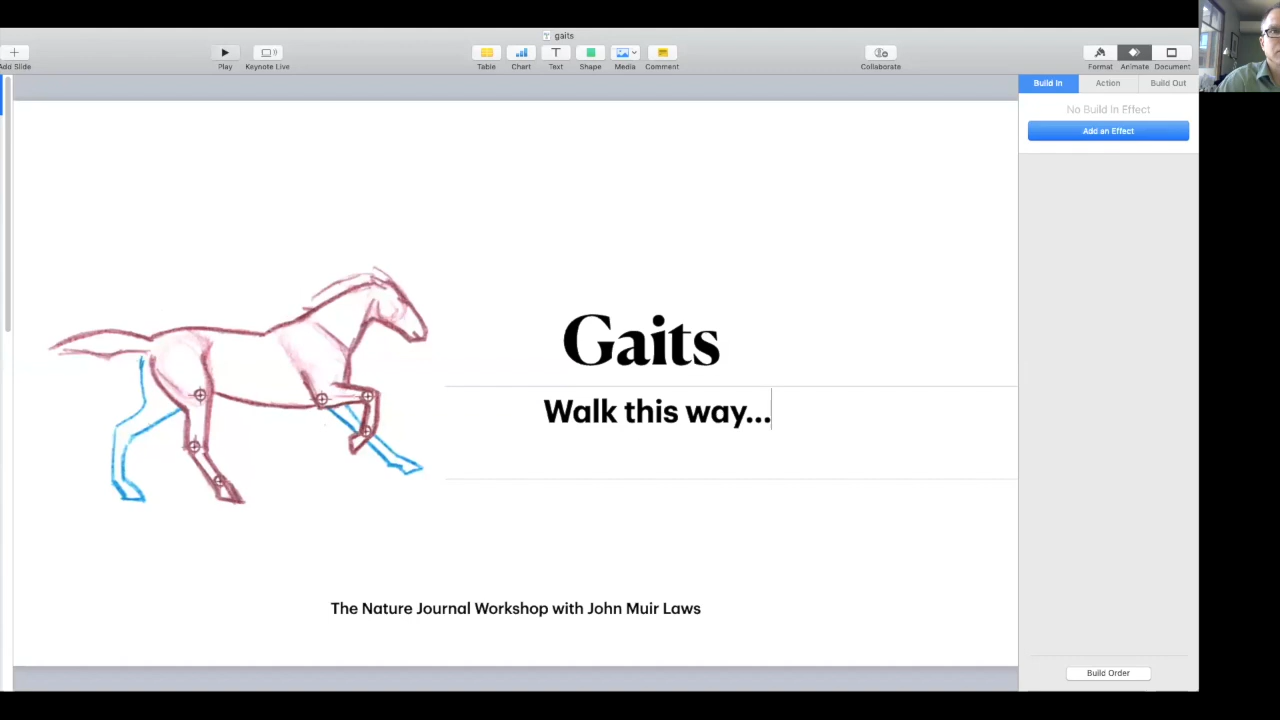 gaits
Add Slide
Play
Keynote Live
Table
Chart
Text
Shape
Media
Comment
Collaborate
Format
Animate
Document
Build In
Action
Build Out
No Build In Effect
Add an Effect
Gaits
Walk this way...
The Nature Journal Workshop with John Muir Laws
Build Order